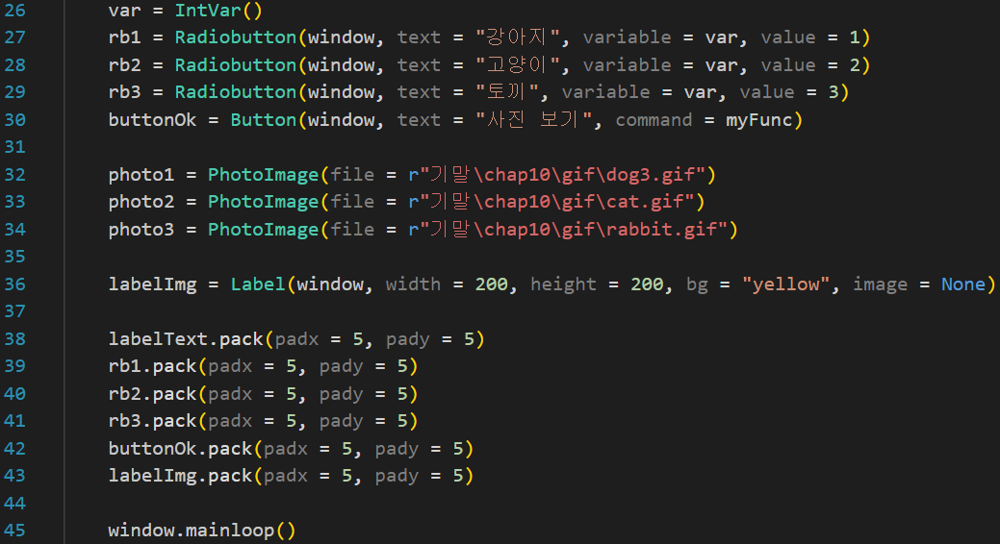 26 var = IntVar()
27 rb1 = Radiobutton(window, text = "강아지", variable = var, value = 1)
28 rb2 = Radiobutton(window, text = "고양이", variable = var, value = 2)
29 rb3 = Radiobutton(window, text = "토끼", variable = var, value = 3)
30 buttonOk = Button(window, text = "사진 보기", command = myFunc)
31
32 photo1 = PhotoImage(file = r"기말\chap10\gif\dog3.gif")
33 photo2 = PhotoImage(file = r"기말\chap10\gif\cat.gif")
34 photo3 = PhotoImage(file = r"기말\chap10\gif\rabbit.gif")
35
36 labelImg = Label(window, width = 200, height = 200, bg = "yellow", image = None)
37
38 labelText.pack(padx = 5, pady = 5)
39 rb1.pack(padx = 5, pady = 5)
40 rb2.pack(padx = 5, pady = 5)
41 rb3.pack(padx = 5, pady = 5)
42 buttonOk.pack(padx = 5, pady = 5)
43 labelImg.pack(padx = 5, pady = 5)
44
45 window.mainloop()